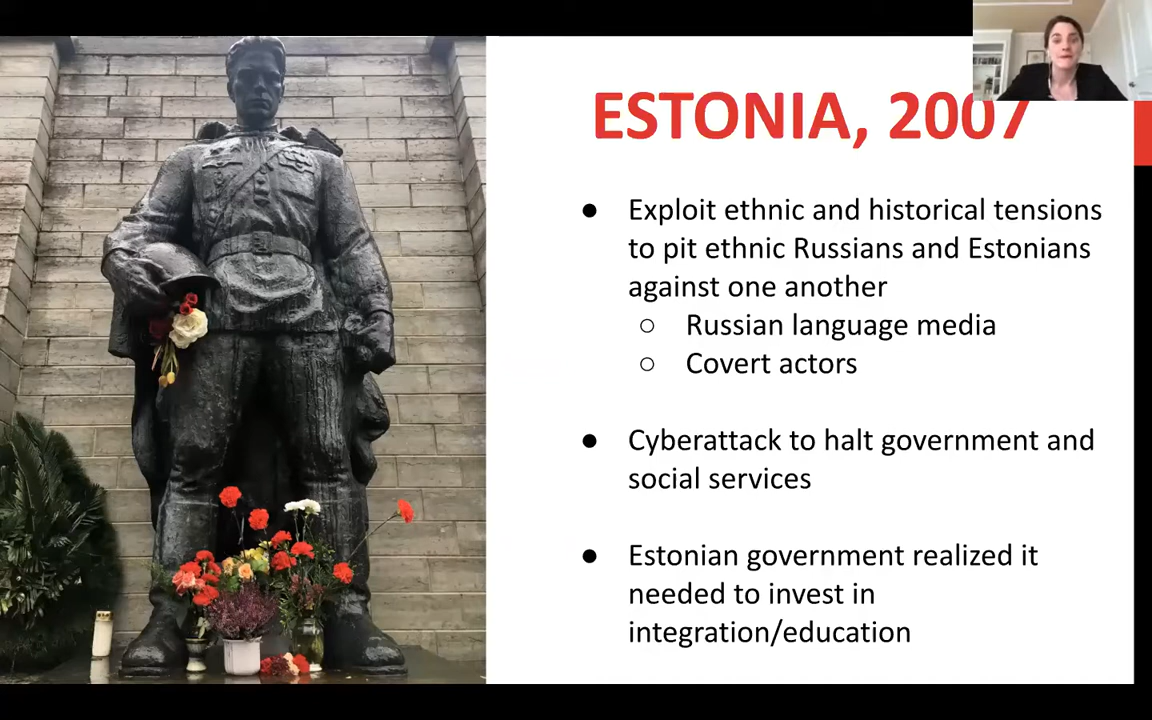 ESTONIA, 2007
● Exploit ethnic and historical tensions
to pit ethnic Russians and Estonians
against one another
○ Russian language media
○ Covert actors
● Cyberattack to halt government and
social services
● Estonian government realized it
needed to invest in
integration/education